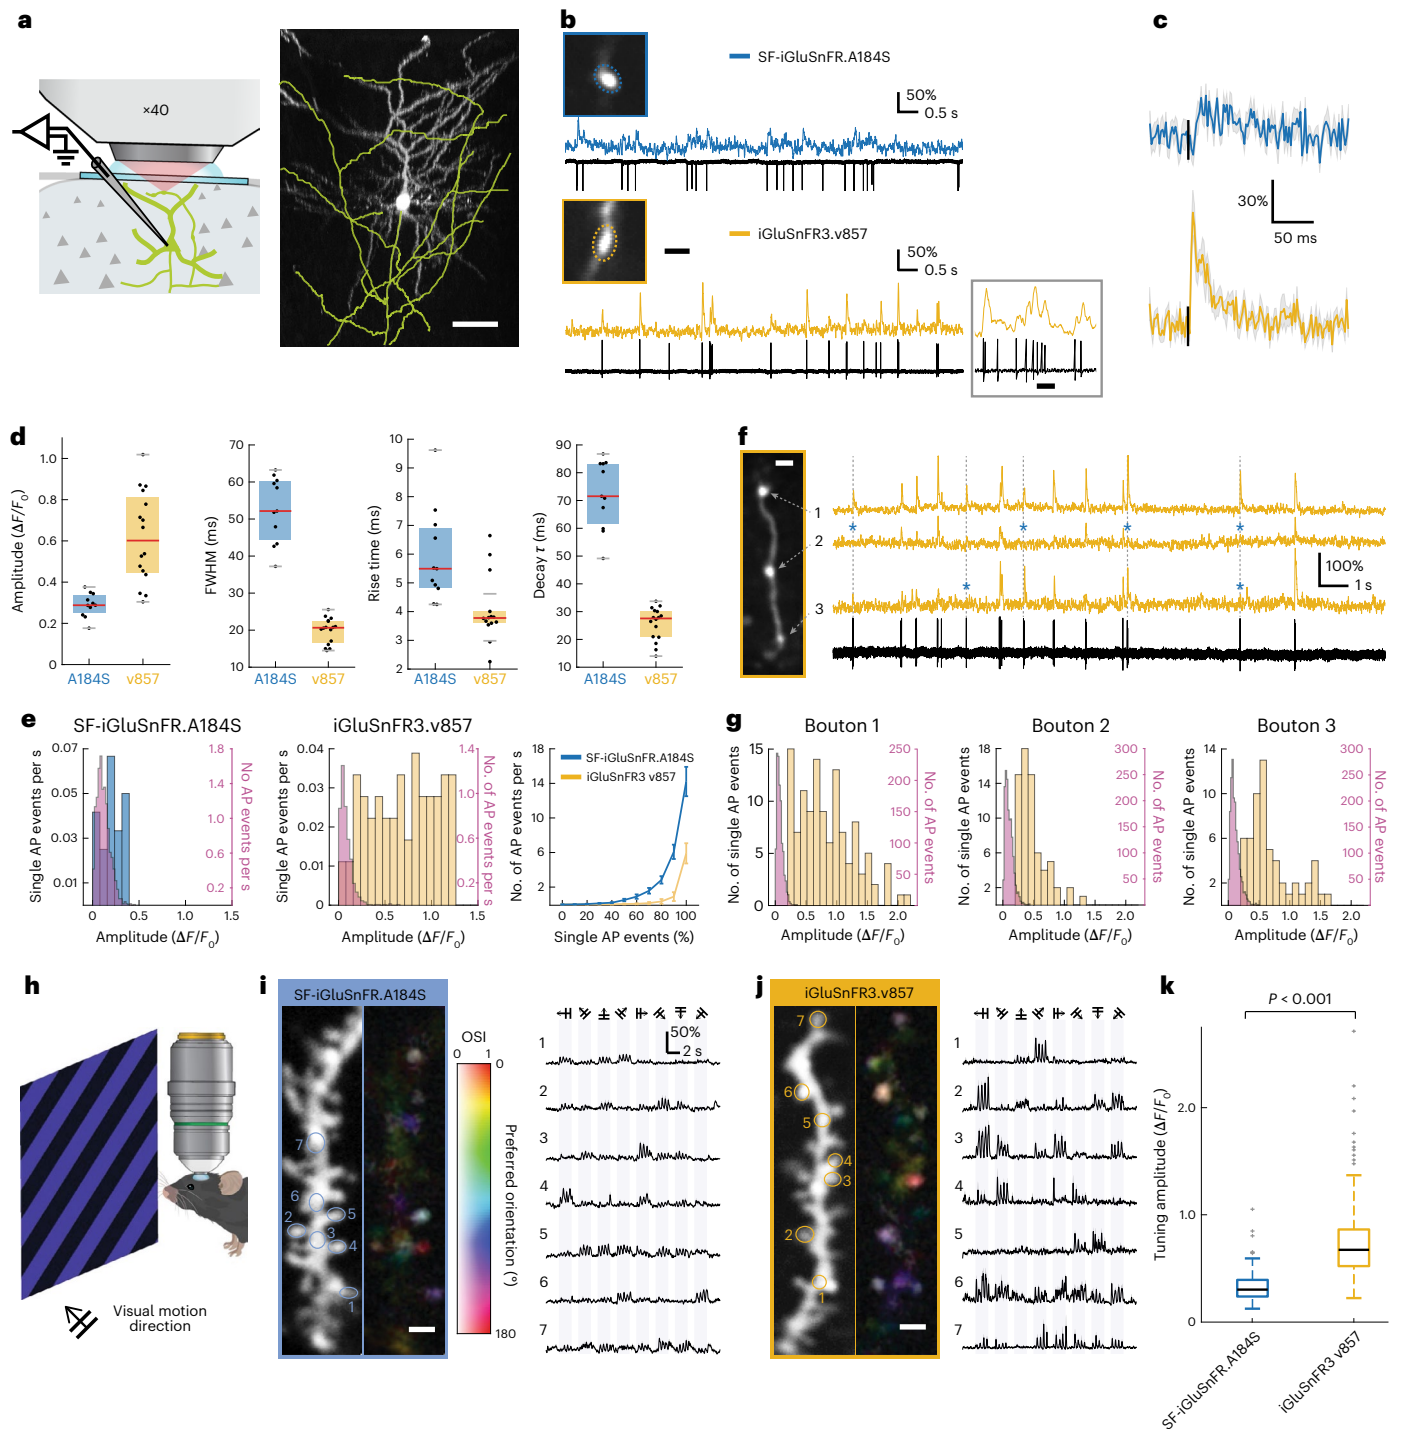 a
×40
b
SF-iGluSnFR.A184S
50%
0.5 s
iGluSnFR3.v857
50%
0.5 s
c
30%
50 ms
d
Amplitude (ΔF/F0)
1.0
0.8
0.6
0.4
0.2
0
A184S
v857
FWHM (ms)
70
60
50
40
30
20
10
A184S
v857
Rise time (ms)
10
9
8
7
6
5
4
3
2
A184S
v857
Decay τ (ms)
90
80
70
60
50
40
30
20
10
A184S
v857
f
1
2
3
*
*
*
*
*
*
100%
1 s
e
SF-iGluSnFR.A184S
Single AP events per s
0.07
0.05
0.03
0.01
1.8
1.4
1.0
0.6
0.2
No AP events per s
0
0.5
1.0
1.5
Amplitude (ΔF/F0)
iGluSnFR3.v857
Single AP events per s
0.04
0.03
0.02
0.01
0
1.4
1.0
0.6
0.2
No. of AP events per s
0
0.5
1.0
1.5
Amplitude (ΔF/F0)
No. of AP events per s
18
14
10
6
2
SF-iGluSnFR.A184S
iGluSnFR3 v857
0
20
40
60
80
100
Single AP events (%)
g
Bouton 1
No. of single AP events
15
10
5
0
250
200
150
100
50
No. of AP events
0
0.5
1.0
1.5
2.0
Amplitude (ΔF/F0)
Bouton 2
No. of single AP events
18
14
10
6
2
300
250
200
150
100
50
No. of AP events
0
0.5
1.0
1.5
2.0
Amplitude (ΔF/F0)
Bouton 3
No. of single AP events
14
10
6
2
300
250
200
150
100
50
No. of AP events
0
0.5
1.0
1.5
2.0
Amplitude (ΔF/F0)
h
Visual motion
direction
i
SF-iGluSnFR.A184S
7
6
5
2
3
4
1
OSI
0 1
0
180
Preferred orientation (°)
50%
2 s
1
2
3
4
5
6
7
j
iGluSnFR3.v857
7
6
5
4
3
2
1
1
2
3
4
5
6
7
k
P < 0.001
Tuning amplitude (ΔF/F0)
2.0
1.0
0
SF-iGluSnFR.A184S
iGluSnFR3 v857